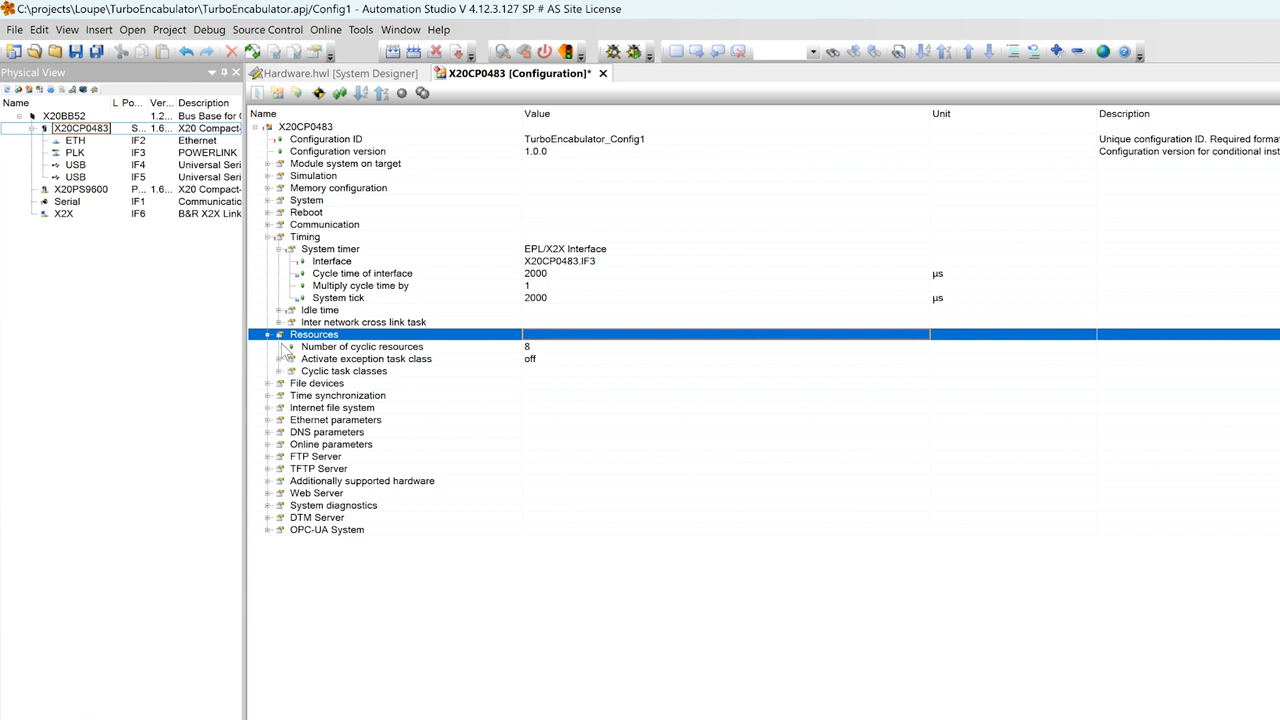 C:\projects\Loupe\TurboEncabulator\TurboEncabulator.apj/Config1 - Automation Studio V 4.12.3.127 SP # AS Site License
File Edit View Insert Open Project Debug Source Control Online Tools Window Help
Physical View
Hardware.hwl [System Designer] X20CP0483 [Configuration]*
Name L Po... Ver... Description
X20BB52 1.2... Bus Base for C
X20CP0483 S... 1.6... X20 Compact-
ETH IF2 Ethernet
PLK IF3 POWERLINK
USB IF4 Universal Seri
USB IF5 Universal Seri
X20PS9600 P... 1.6... X20 Compact-
Serial IF1 Communicatio
X2X IF6 B&R X2X Link
Name Value Unit Description
X20CP0483
Configuration ID TurboEncabulator_Config1 Unique configuration ID. Required forma
Configuration version 1.0.0 Configuration version for conditional inst
Module system on target
Simulation
Memory configuration
System
Reboot
Communication
Timing
System timer EPL/X2X Interface
Interface X20CP0483.IF3
Cycle time of interface 2000 µs
Multiply cycle time by 1
System tick 2000 µs
Idle time
Inter network cross link task
Resources
Number of cyclic resources 8
Activate exception task class off
Cyclic task classes
File devices
Time synchronization
Internet file system
Ethernet parameters
DNS parameters
Online parameters
FTP Server
TFTP Server
Additionally supported hardware
Web Server
System diagnostics
DTM Server
OPC-UA System